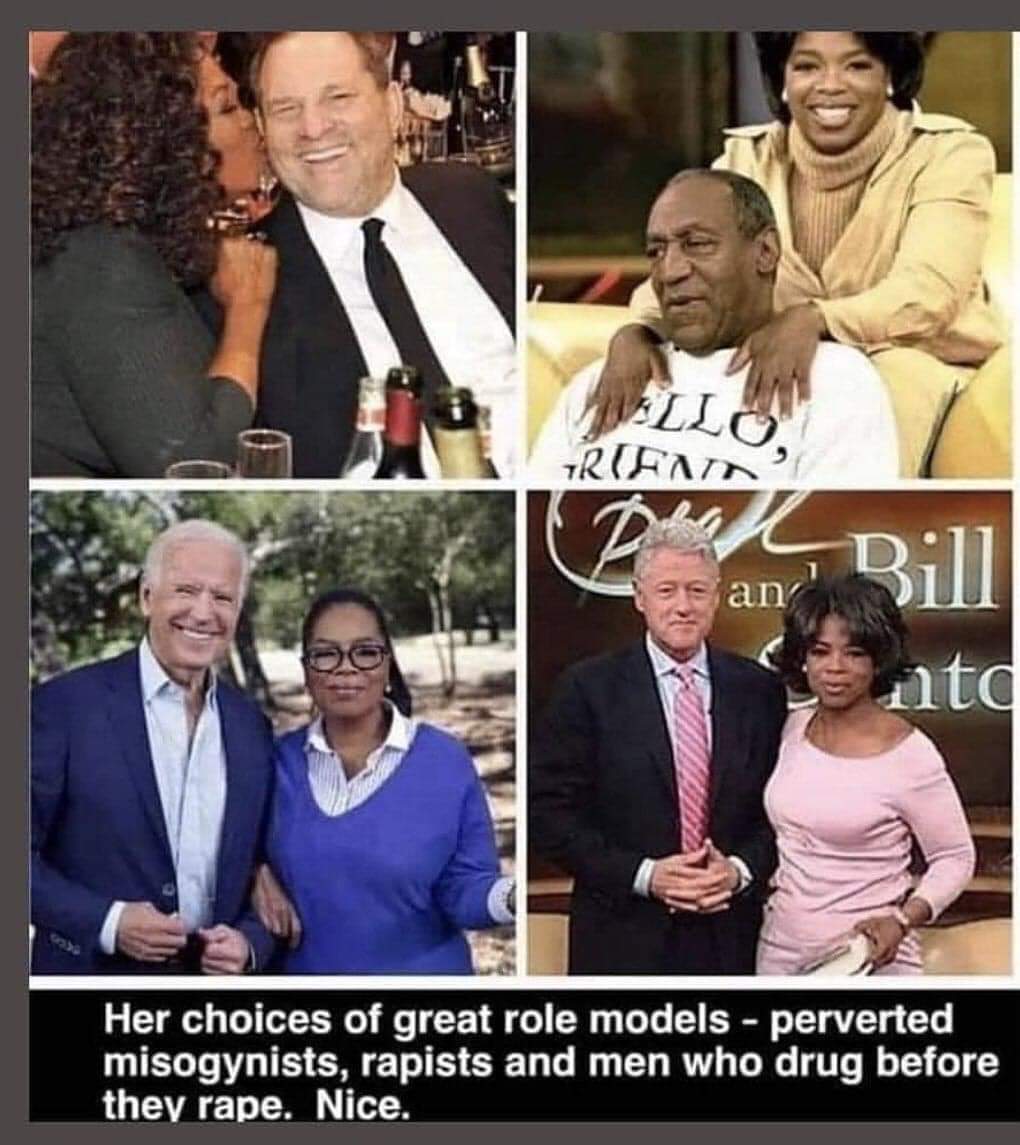 ELLO,
RIEND
and Bill
nto
Her choices of great role models - perverted
misogynists, rapists and men who drug before
they rape. Nice.